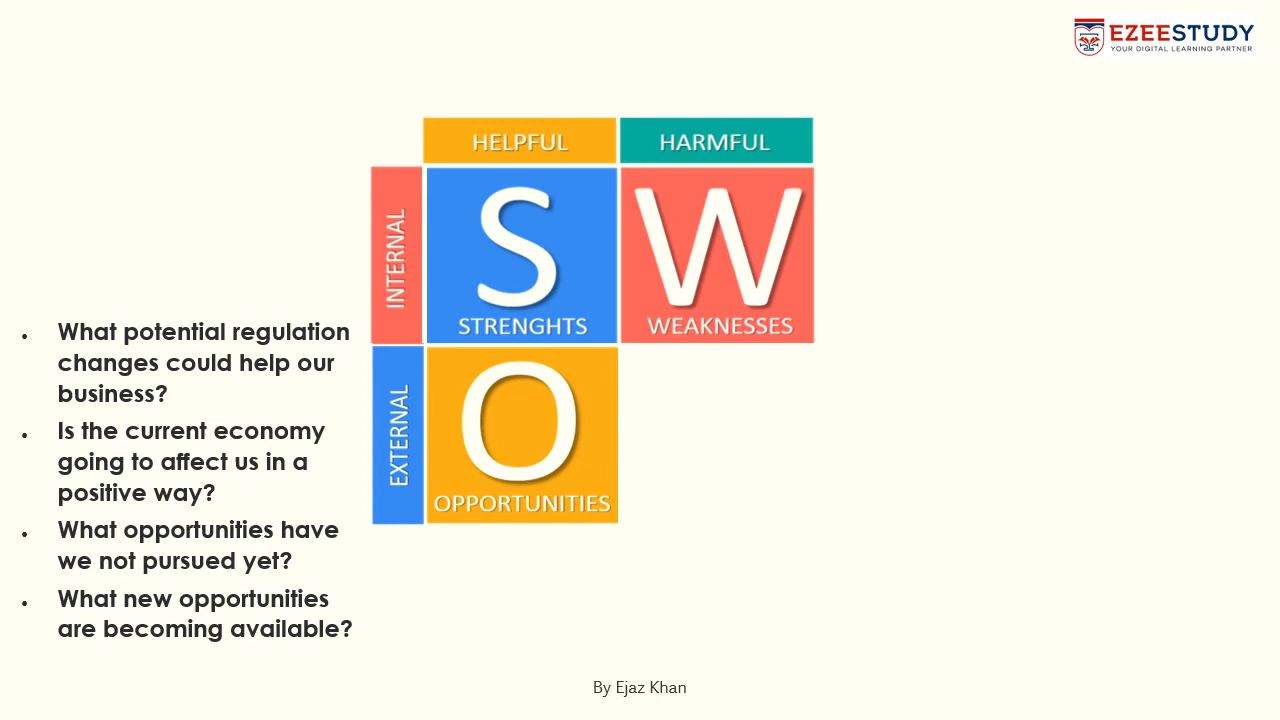 EZEESTUDY
YOUR DIGITAL LEARNING PARTNER
HELPFUL
HARMFUL
INTERNAL
S
STRENGHTS
W
WEAKNESSES
EXTERNAL
O
OPPORTUNITIES
• What potential regulation
changes could help our
business?
• Is the current economy
going to affect us in a
positive way?
• What opportunities have
we not pursued yet?
• What new opportunities
are becoming available?
By Ejaz Khan